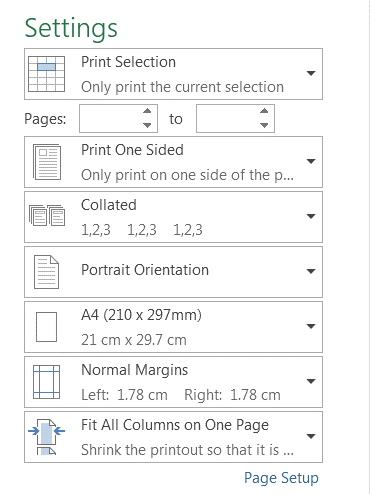 Settings
Print Selection
Only print the current selection
Pages: to
Print One Sided
Only print on one side of the p...
Collated
1,2,3 1,2,3 1,2,3
Portrait Orientation
A4 (210 x 297mm)
21 cm x 29.7 cm
Normal Margins
Left: 1.78 cm Right: 1.78 cm
Fit All Columns on One Page
Shrink the printout so that it is ...
Page Setup